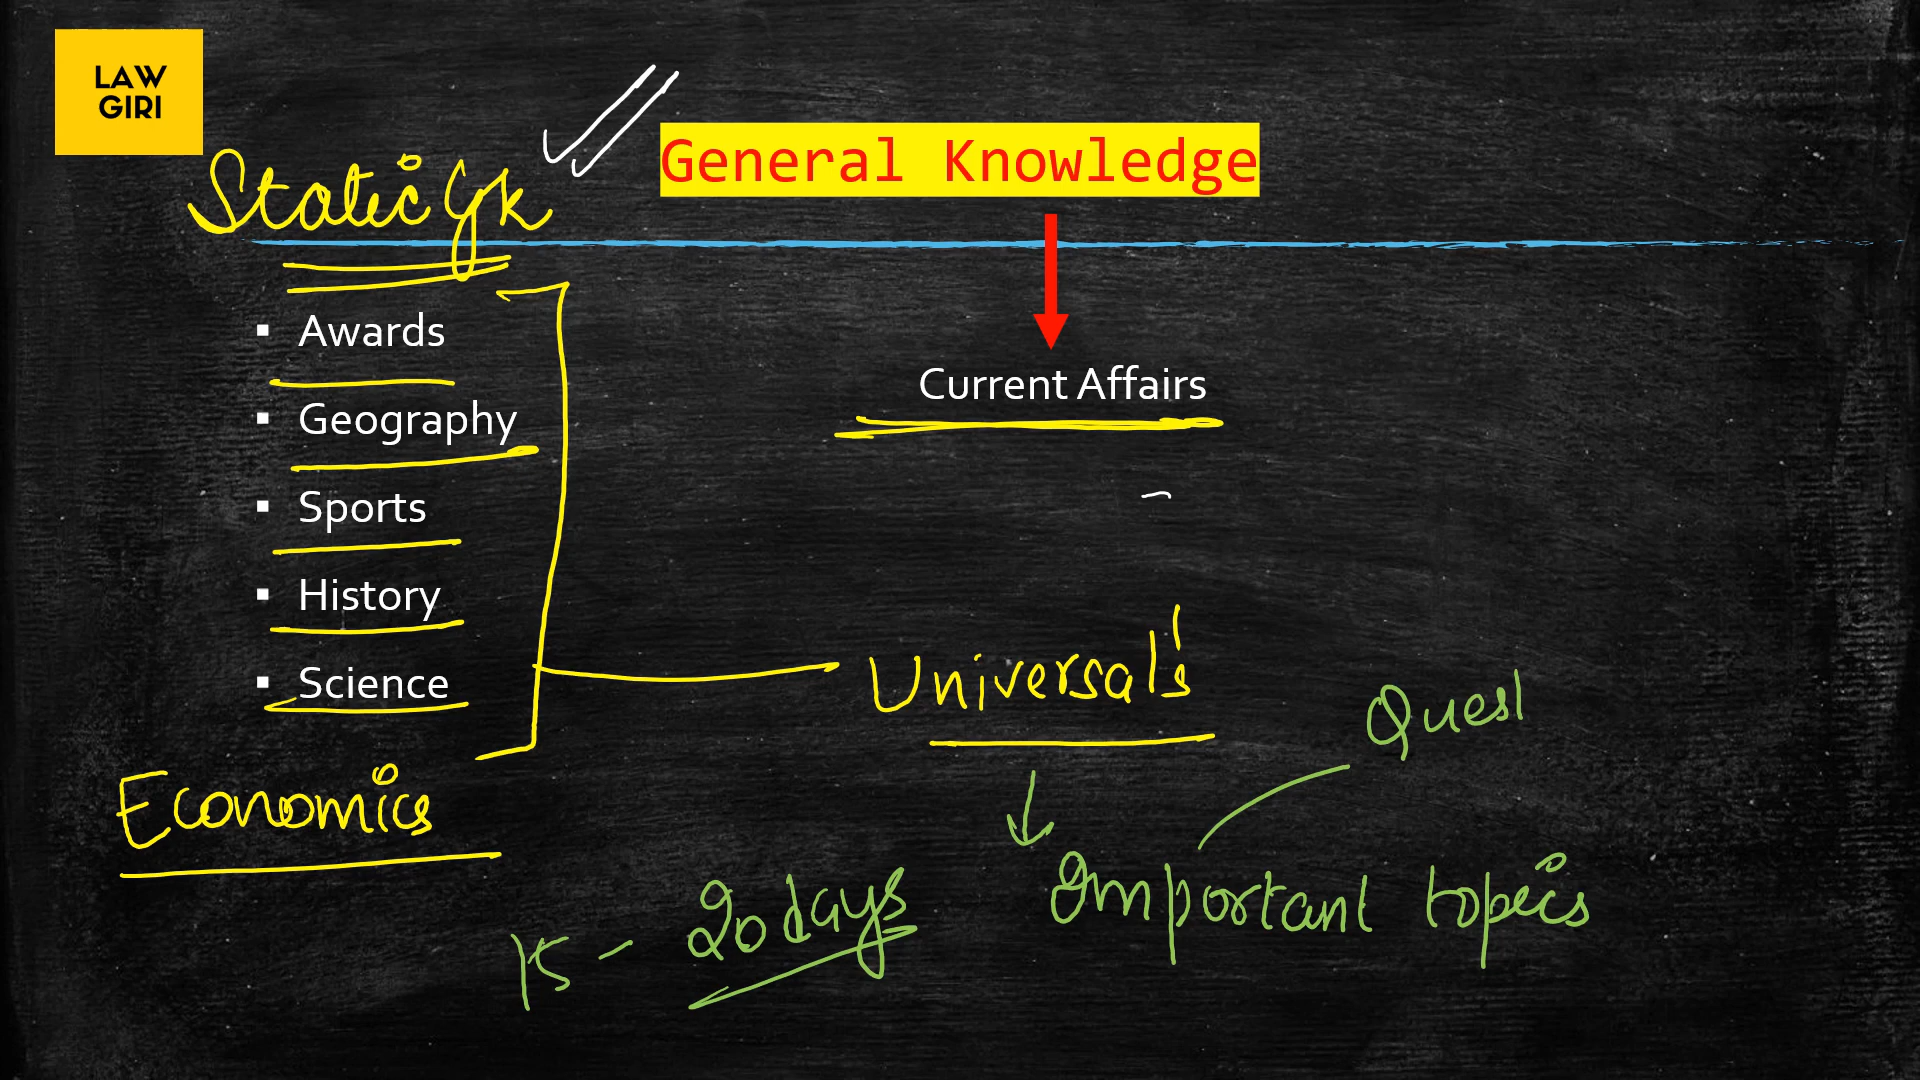 LAW
GIRI
General Knowledge
Static Gk
Awards
Geography
Sports
History
Science
Economics
Current Affairs
Universal's
Quest
Important topics
15 - 20 days